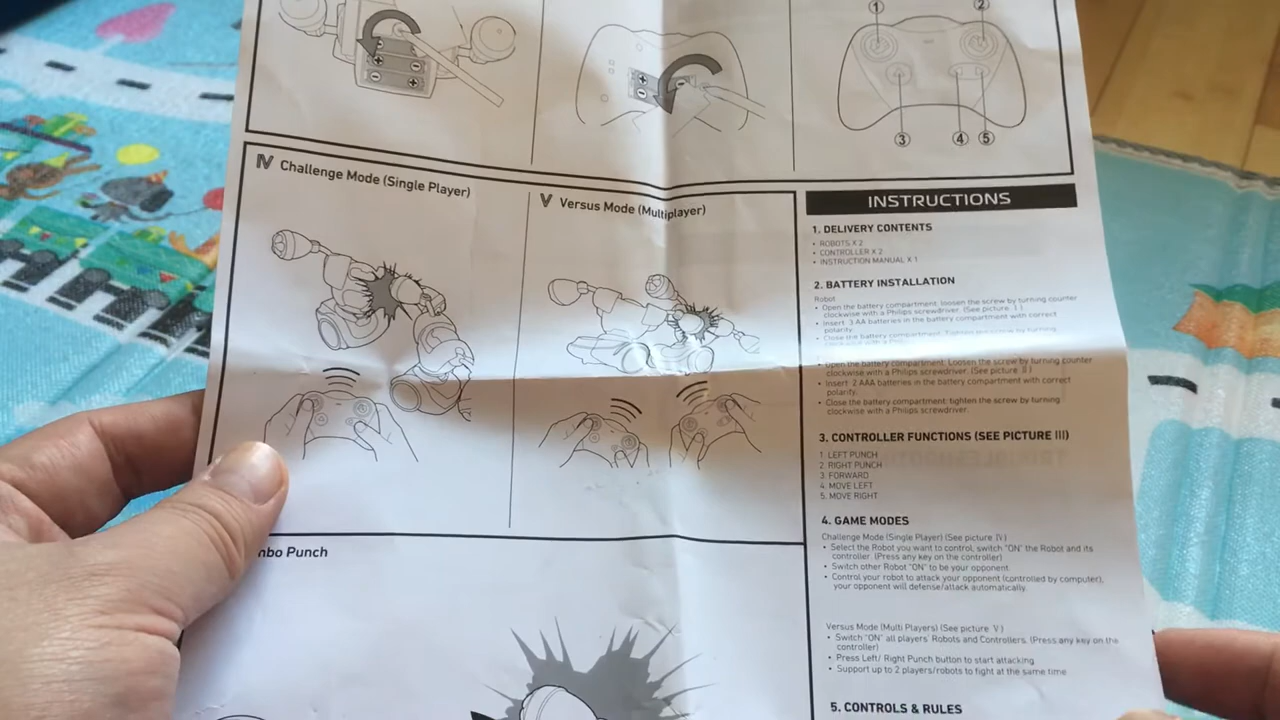 1
2
3
4
5
IV Challenge Mode (Single Player)
V Versus Mode (Multiplayer)
mbo Punch
INSTRUCTIONS
1. DELIVERY CONTENTS
• ROBOTS X 2
• CONTROLLER X 2
• INSTRUCTION MANUAL X 1
2. BATTERY INSTALLATION
Robot
• Open the battery compartment: loosen the screw by turning counter
clockwise with a Philips screwdriver. (See picture I)
• Insert 3 AA batteries in the battery compartment with correct
polarity.
• Close the battery compartment: Tighten the screw by turning
Open the battery compartment: Loosen the screw by turning counter
clockwise with a Philips screwdriver. (See picture II)
• Insert 2 AAA batteries in the battery compartment with correct
polarity.
• Close the battery compartment: tighten the screw by turning
clockwise with a Philips screwdriver.
3. CONTROLLER FUNCTIONS (SEE PICTURE III)
1. LEFT PUNCH
2. RIGHT PUNCH
3. FORWARD
4. MOVE LEFT
5. MOVE RIGHT
4. GAME MODES
Challenge Mode (Single Player) (See picture IV)
• Select the Robot you want to control, switch "ON" the Robot and its
controller. (Press any key on the controller)
• Switch other Robot "ON" to be your opponent.
• Control your robot to attack your opponent (controlled by computer),
your opponent will defense/attack automatically.
Versus Mode (Multi Players) (See picture V)
• Switch "ON" all players' Robots and Controllers. (Press any key on the
controller)
• Press Left/ Right Punch button to start attacking
• Support up to 2 players/robots to fight at the same time
5. CONTROLS & RULES